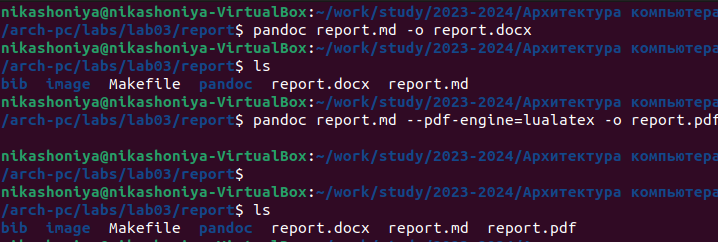 nikashoniya@nikashoniya-VirtualBox:~/work/study/2023-2024/Архитектура компьютера
/arch-pc/labs/lab03/report$ pandoc report.md -o report.docx
nikashoniya@nikashoniya-VirtualBox:~/work/study/2023-2024/Архитектура компьютера
/arch-pc/labs/lab03/report$ ls
bib  image  Makefile  pandoc  report.docx  report.md
nikashoniya@nikashoniya-VirtualBox:~/work/study/2023-2024/Архитектура компьютера
/arch-pc/labs/lab03/report$ pandoc report.md --pdf-engine=lualatex -o report.pdf
nikashoniya@nikashoniya-VirtualBox:~/work/study/2023-2024/Архитектура компьютера
/arch-pc/labs/lab03/report$
nikashoniya@nikashoniya-VirtualBox:~/work/study/2023-2024/Архитектура компьютера
/arch-pc/labs/lab03/report$ ls
bib  image  Makefile  pandoc  report.docx  report.md  report.pdf